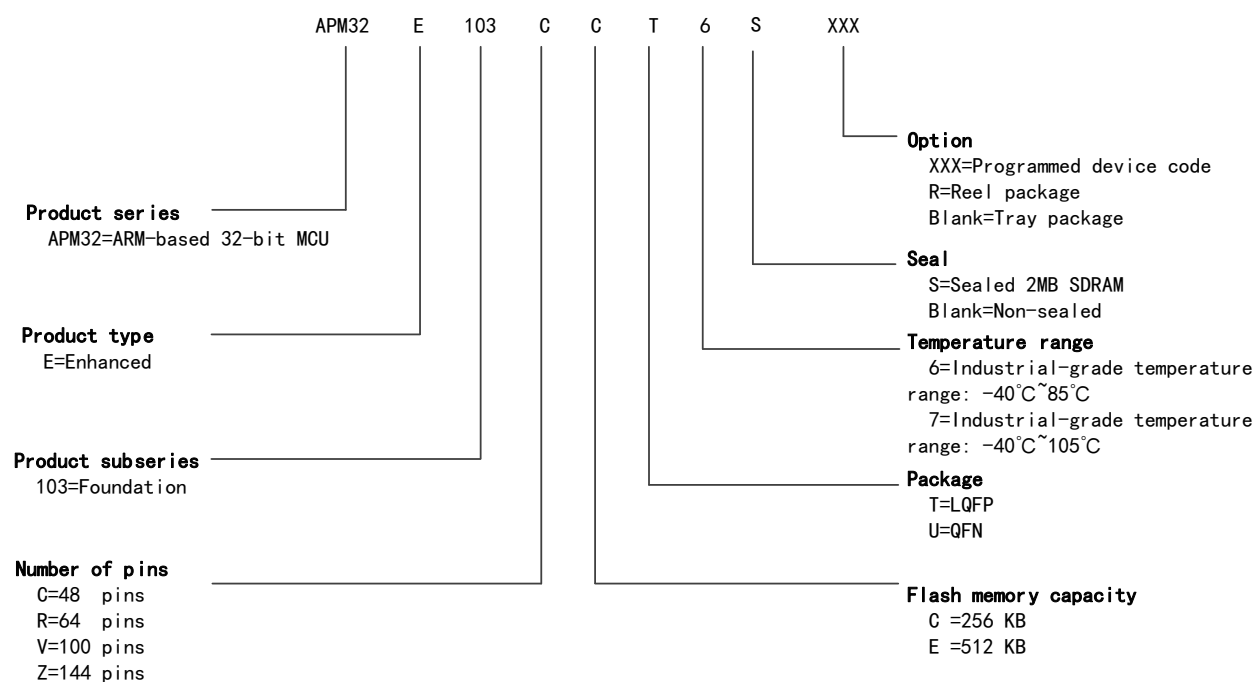 APM32 E 103 C C T 6 S XXX
Product series
APM32=ARM-based 32-bit MCU
Product type
E=Enhanced
Product subseries
103=Foundation
Number of pins
C=48 pins
R=64 pins
V=100 pins
Z=144 pins
Option
XXX=Programmed device code
R=Reel package
Blank=Tray package
Seal
S=Sealed 2MB SDRAM
Blank=Non-sealed
Temperature range
6=Industrial-grade temperature
range: -40℃~85℃
7=Industrial-grade temperature
range: -40℃~105℃
Package
T=LQFP
U=QFN
Flash memory capacity
C =256 KB
E =512 KB